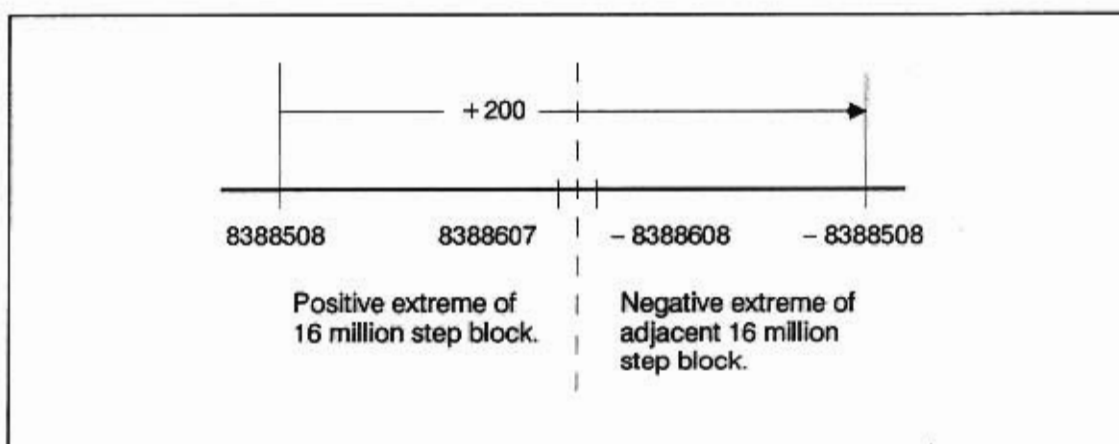 +200
8388508 8388607 – 8388608 – 8388508
Positive extreme of
16 million step block.
Negative extreme of
adjacent 16 million
step block.